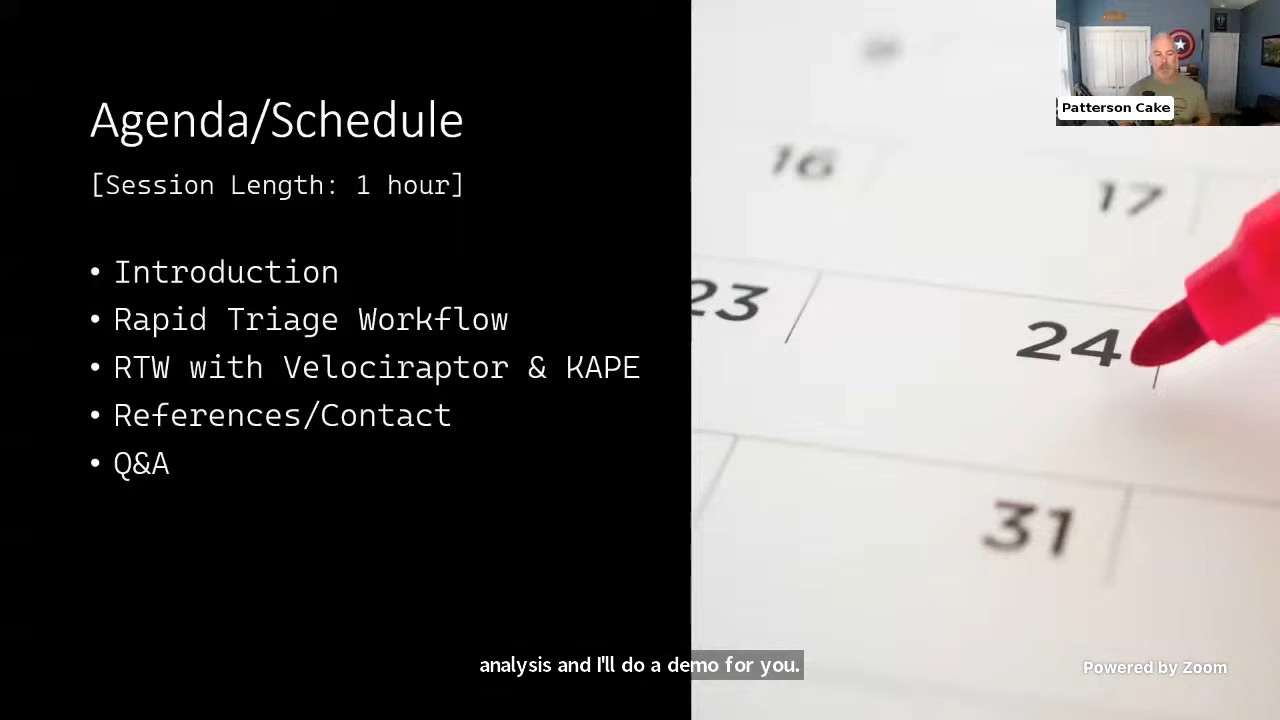 Agenda/Schedule
[Session Length: 1 hour]
• Introduction
• Rapid Triage Workflow
• RTW with Velociraptor & KAPE
• References/Contact
• Q&A
Patterson Cake
16
17
23
24
31
analysis and I'll do a demo for you.
Powered by Zoom